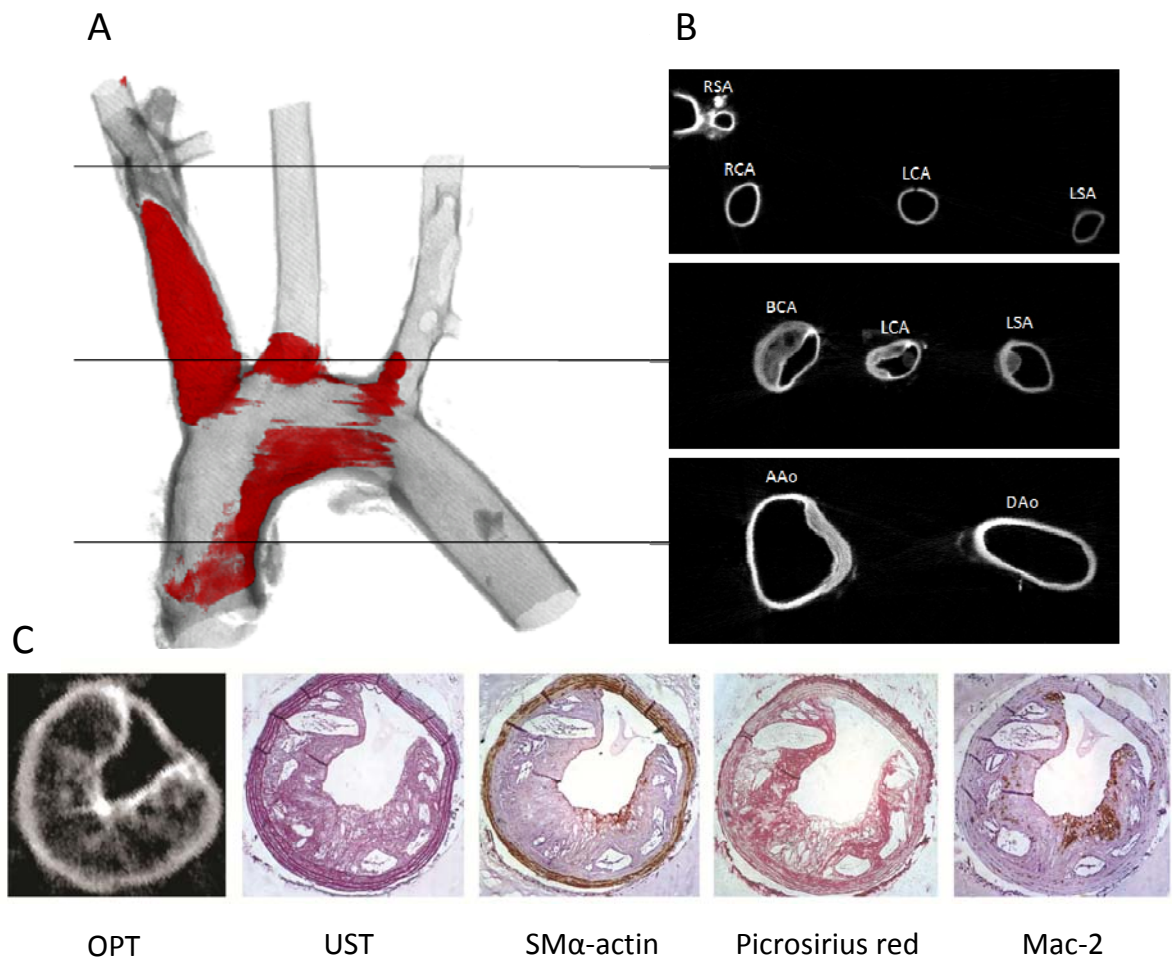 A
B
RSA
RCA
LCA
LSA
BCA
LCA
LSA
AAo
DAo
C
OPT
UST
SMα-actin
Picrosirius red
Mac-2